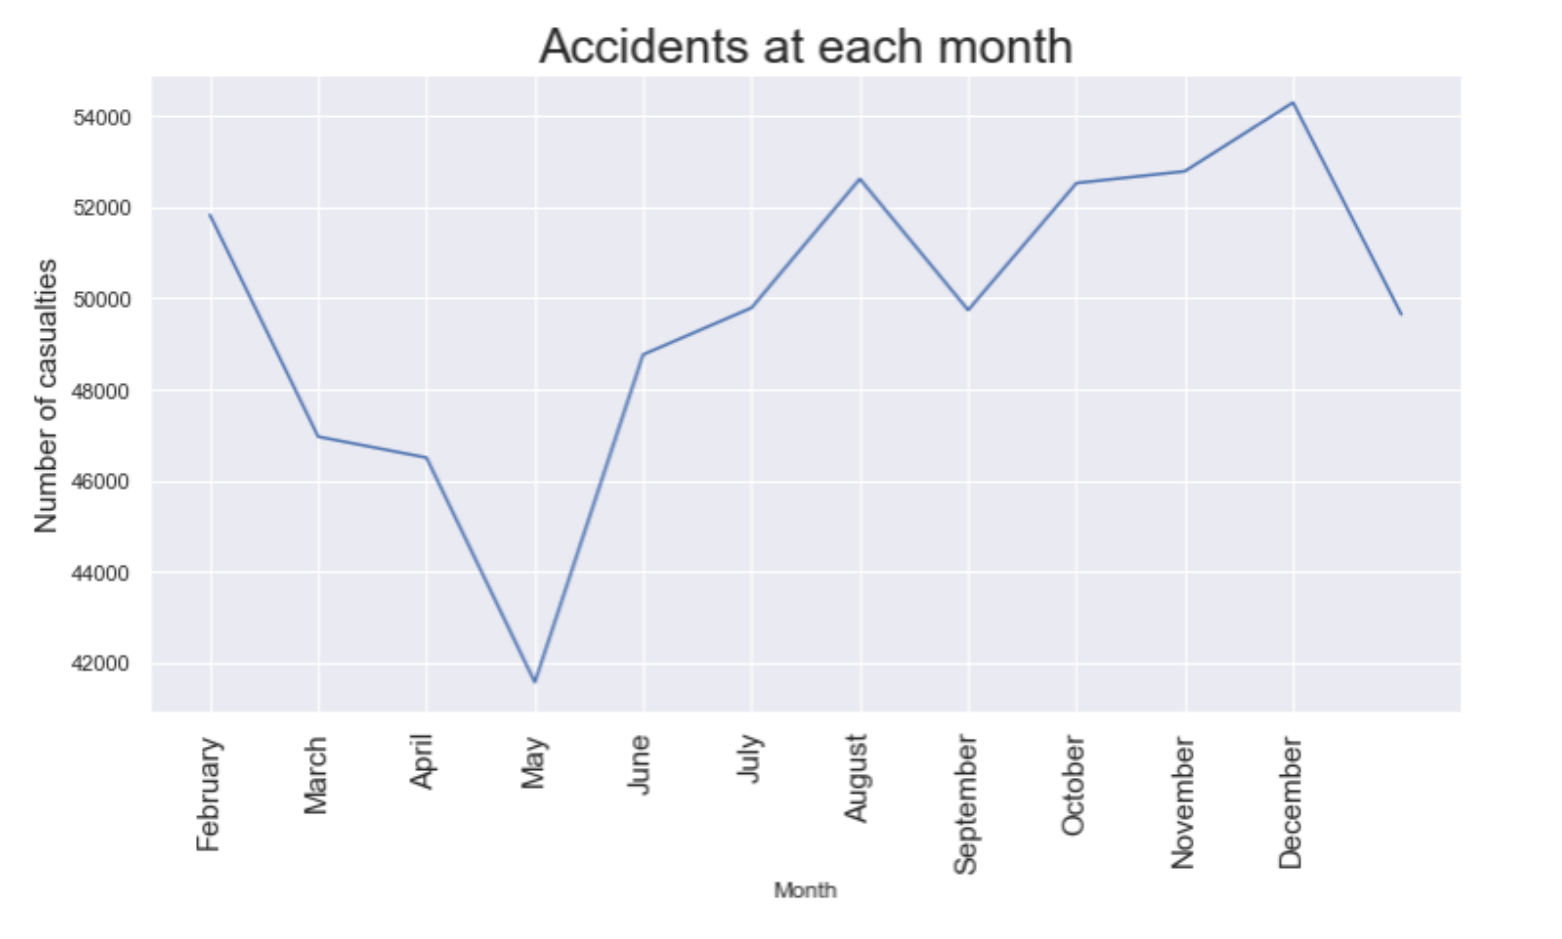 Accidents at each month
Number of casualties
54000
52000
50000
48000
46000
44000
42000
February
March
April
May
June
July
August
September
October
November
December
Month